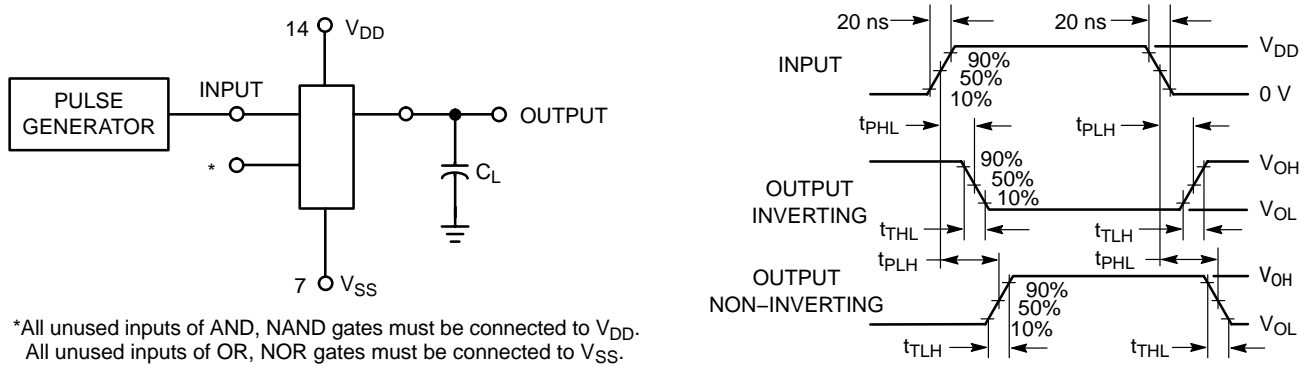 14 VDD
PULSE
GENERATOR
INPUT
OUTPUT
*
CL
7 VSS
*All unused inputs of AND, NAND gates must be connected to VDD.
All unused inputs of OR, NOR gates must be connected to VSS.
20 ns
20 ns
INPUT
90%
50%
10%
VDD
0 V
tPHL
tPLH
OUTPUT
INVERTING
90%
50%
10%
VOH
VOL
tTHL
tTLH
tPLH
tPHL
OUTPUT
NON–INVERTING
90%
50%
10%
VOH
VOL
tTLH
tTHL